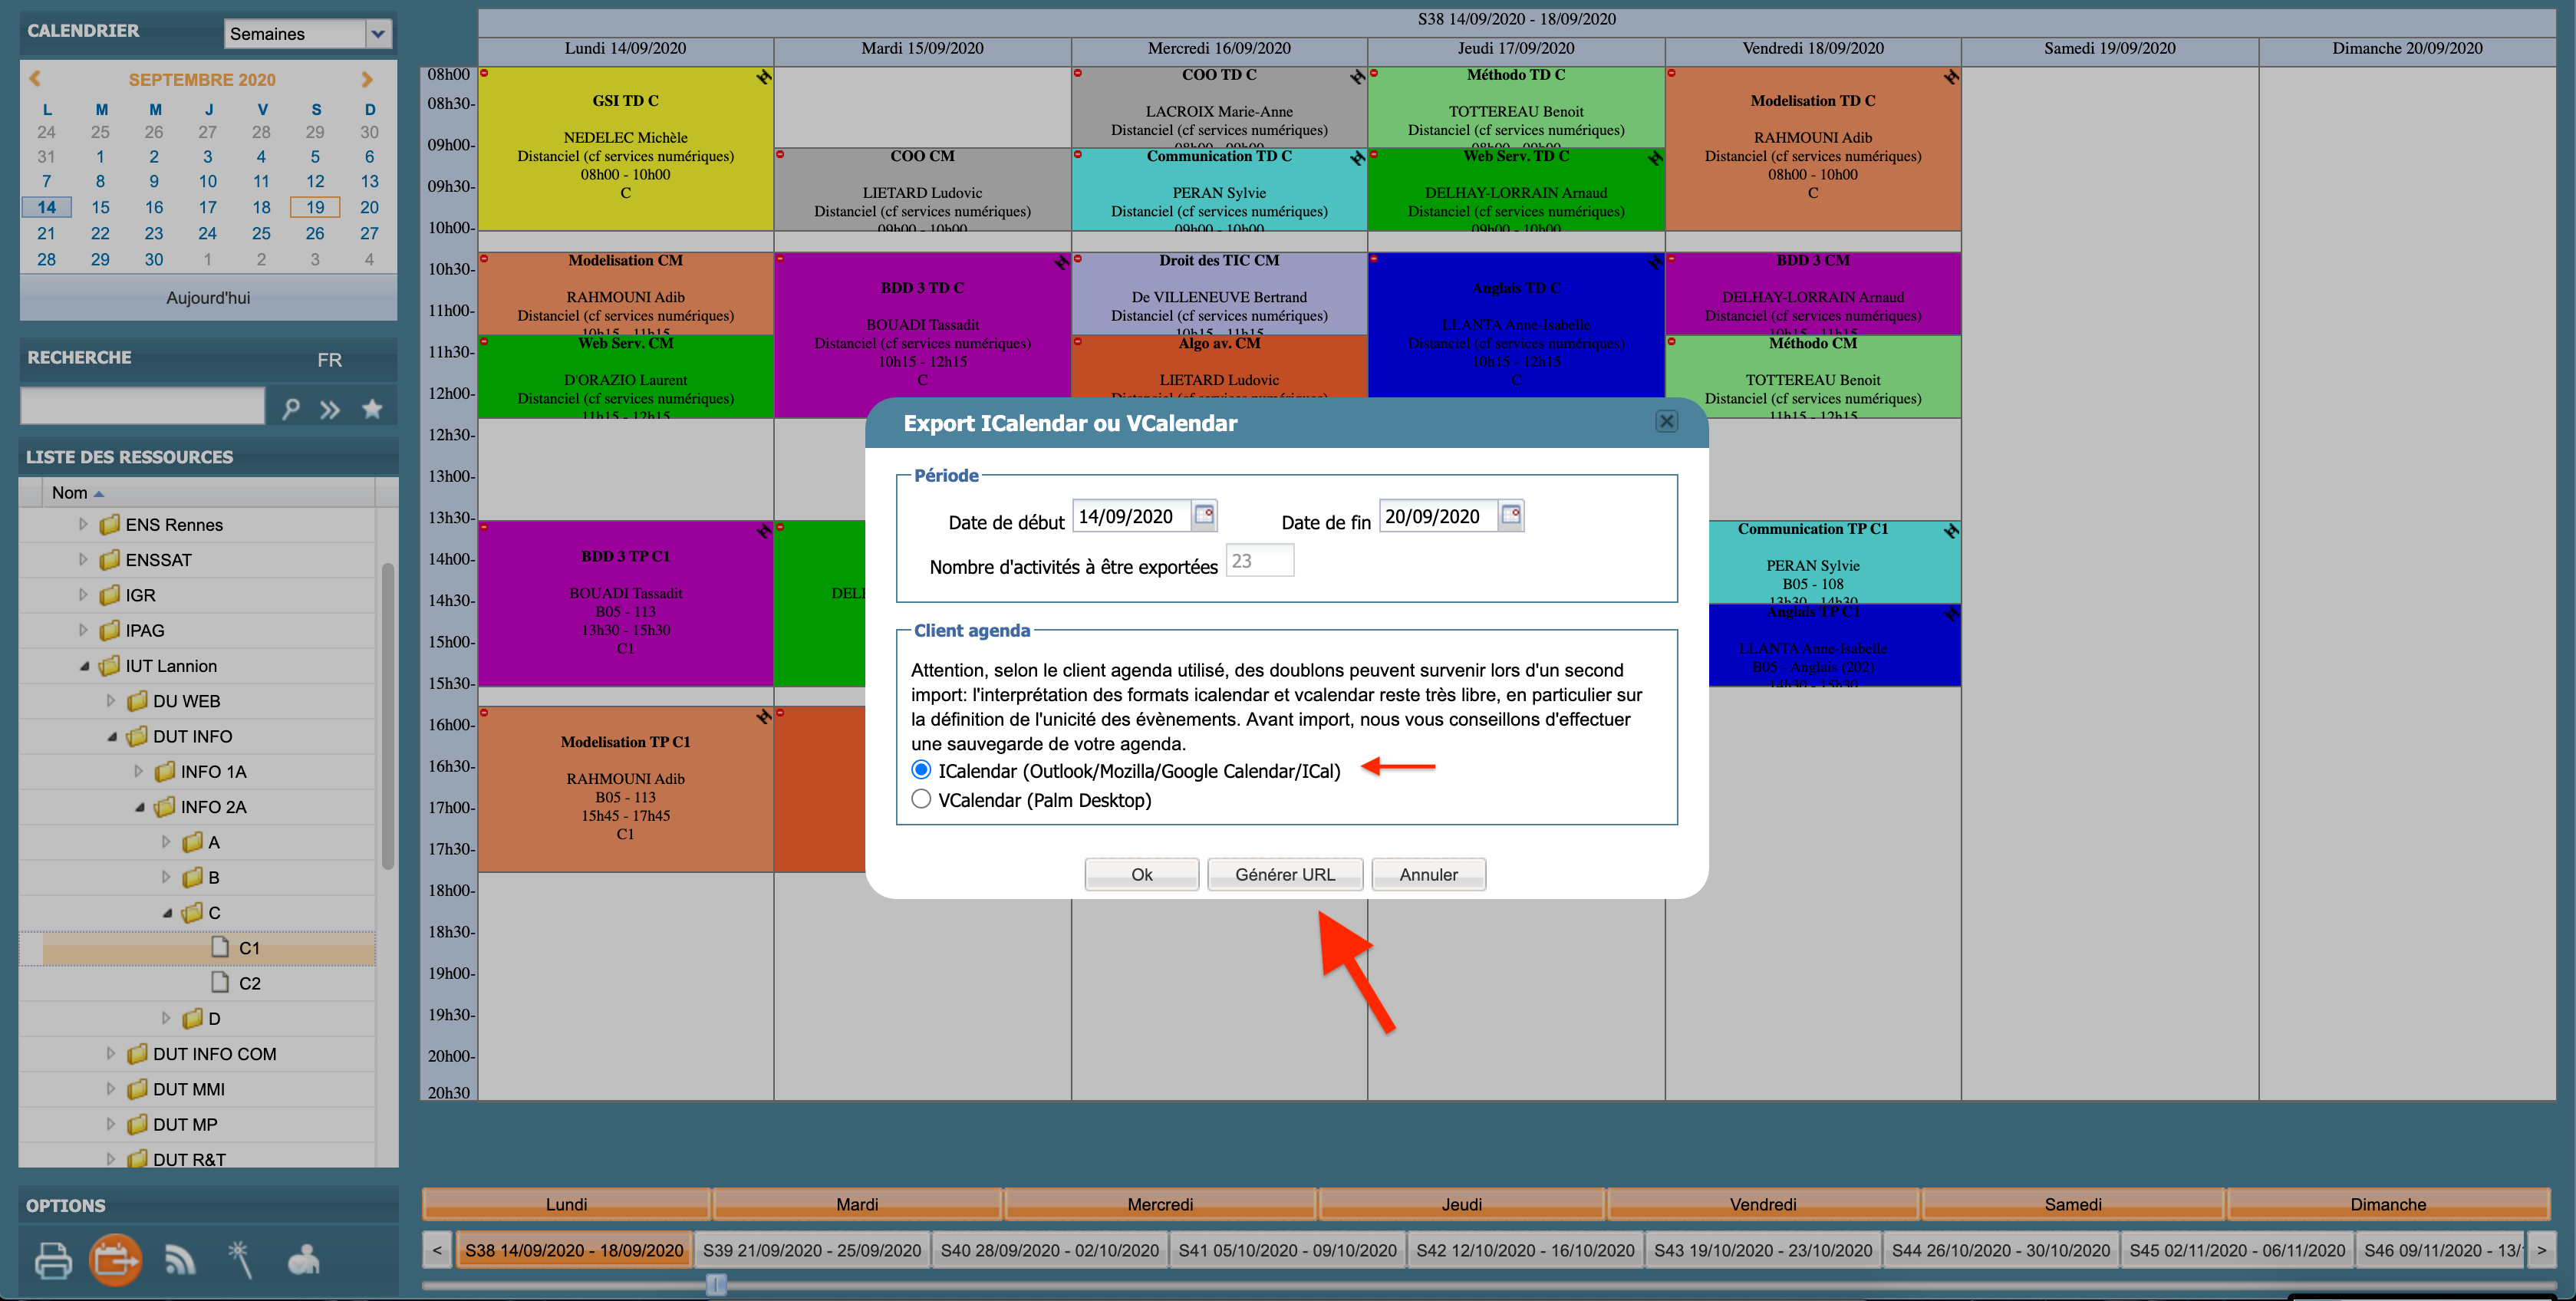 CALENDRIER
Semaines
SEPTEMBRE 2020
L M M J V S D
24 25 26 27 28 29 30
31 1 2 3 4 5 6
7 8 9 10 11 12 13
14 15 16 17 18 19 20
21 22 23 24 25 26 27
28 29 30 1 2 3 4
Aujourd'hui
RECHERCHE FR
LISTE DES RESSOURCES
Nom
ENS Rennes
ENSSAT
IGR
IPAG
IUT Lannion
DU WEB
DUT INFO
INFO 1A
INFO 2A
A
B
C
C1
C2
D
DUT INFO COM
DUT MMI
DUT MP
DUT R&T
OPTIONS
S38 14/09/2020 - 18/09/2020
Lundi 14/09/2020 Mardi 15/09/2020 Mercredi 16/09/2020 Jeudi 17/09/2020 Vendredi 18/09/2020 Samedi 19/09/2020 Dimanche 20/09/2020
08h00
08h30-
09h00-
09h30-
10h00-
10h30-
11h00-
11h30-
12h00-
12h30-
13h00-
13h30-
14h00-
14h30-
15h00-
15h30-
16h00-
16h30-
17h00-
17h30-
18h00-
18h30-
19h00-
19h30-
20h00-
20h30
GSI TD C
NEDELEC Michèle
Distanciel (cf services numériques)
08h00 - 10h00
C
Modelisation CM
RAHMOUNI Adib
Distanciel (cf services numériques)
10h15 - 11h15
Web Serv. CM
D'ORAZIO Laurent
Distanciel (cf services numériques)
11h15 - 12h15
BDD 3 TP C1
BOUADI Tassadit
B05 - 113
13h30 - 15h30
C1
Modelisation TP C1
RAHMOUNI Adib
B05 - 113
15h45 - 17h45
C1
COO CM
LIETARD Ludovic
Distanciel (cf services numériques)
09h00 - 10h00
BDD 3 TD C
BOUADI Tassadit
Distanciel (cf services numériques)
10h15 - 12h15
C
COO TD C
LACROIX Marie-Anne
Distanciel (cf services numériques)
08h00 - 09h00
Communication TD C
PERAN Sylvie
Distanciel (cf services numériques)
09h00 - 10h00
Droit des TIC CM
De VILLENEUVE Bertrand
Distanciel (cf services numériques)
10h15 - 11h15
Algo av. CM
LIETARD Ludovic
Distanciel (cf services numériques)
Méthodo TD C
TOTTEREAU Benoit
Distanciel (cf services numériques)
08h00 - 09h00
Web Serv. TD C
DELHAY-LORRAIN Arnaud
Distanciel (cf services numériques)
09h00 - 10h00
Anglais TD C
LLANTA Anne-Isabelle
Distanciel (cf services numériques)
10h15 - 12h15
C
Modelisation TD C
RAHMOUNI Adib
Distanciel (cf services numériques)
08h00 - 10h00
C
BDD 3 CM
DELHAY-LORRAIN Arnaud
Distanciel (cf services numériques)
10h15 - 11h15
Méthodo CM
TOTTEREAU Benoit
Distanciel (cf services numériques)
11h15 - 12h15
Communication TP C1
PERAN Sylvie
B05 - 108
13h30 - 14h30
Anglais TP C1
LLANTA Anne-Isabelle
B05 - Anglais (202)
14h30 - 15h30
Export ICalendar ou VCalendar
Période
Date de début 14/09/2020 Date de fin 20/09/2020
Nombre d'activités à être exportées 23
Client agenda
Attention, selon le client agenda utilisé, des doublons peuvent survenir lors d'un second
import: l'interprétation des formats icalendar et vcalendar reste très libre, en particulier sur
la définition de l'unicité des évènements. Avant import, nous vous conseillons d'effectuer
une sauvegarde de votre agenda.
ICalendar (Outlook/Mozilla/Google Calendar/ICal)
VCalendar (Palm Desktop)
Ok Générer URL Annuler
Lundi Mardi Mercredi Jeudi Vendredi Samedi Dimanche
< S38 14/09/2020 - 18/09/2020 S39 21/09/2020 - 25/09/2020 S40 28/09/2020 - 02/10/2020 S41 05/10/2020 - 09/10/2020 S42 12/10/2020 - 16/10/2020 S43 19/10/2020 - 23/10/2020 S44 26/10/2020 - 30/10/2020 S45 02/11/2020 - 06/11/2020 S46 09/11/2020 - 13/ >